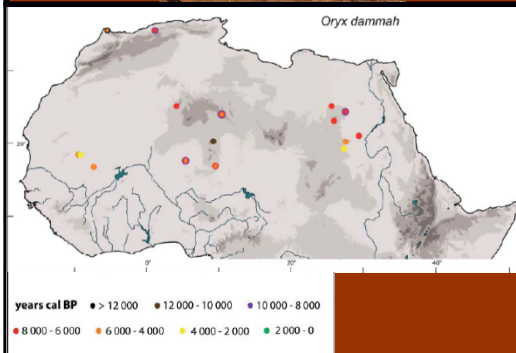 Oryx dammah
20°
0° 20° 40°
years cal BP > 12 000 12 000 - 10 000 10 000 - 8 000
8 000 - 6 000 6 000 - 4 000 4 000 - 2 000 2 000 - 0